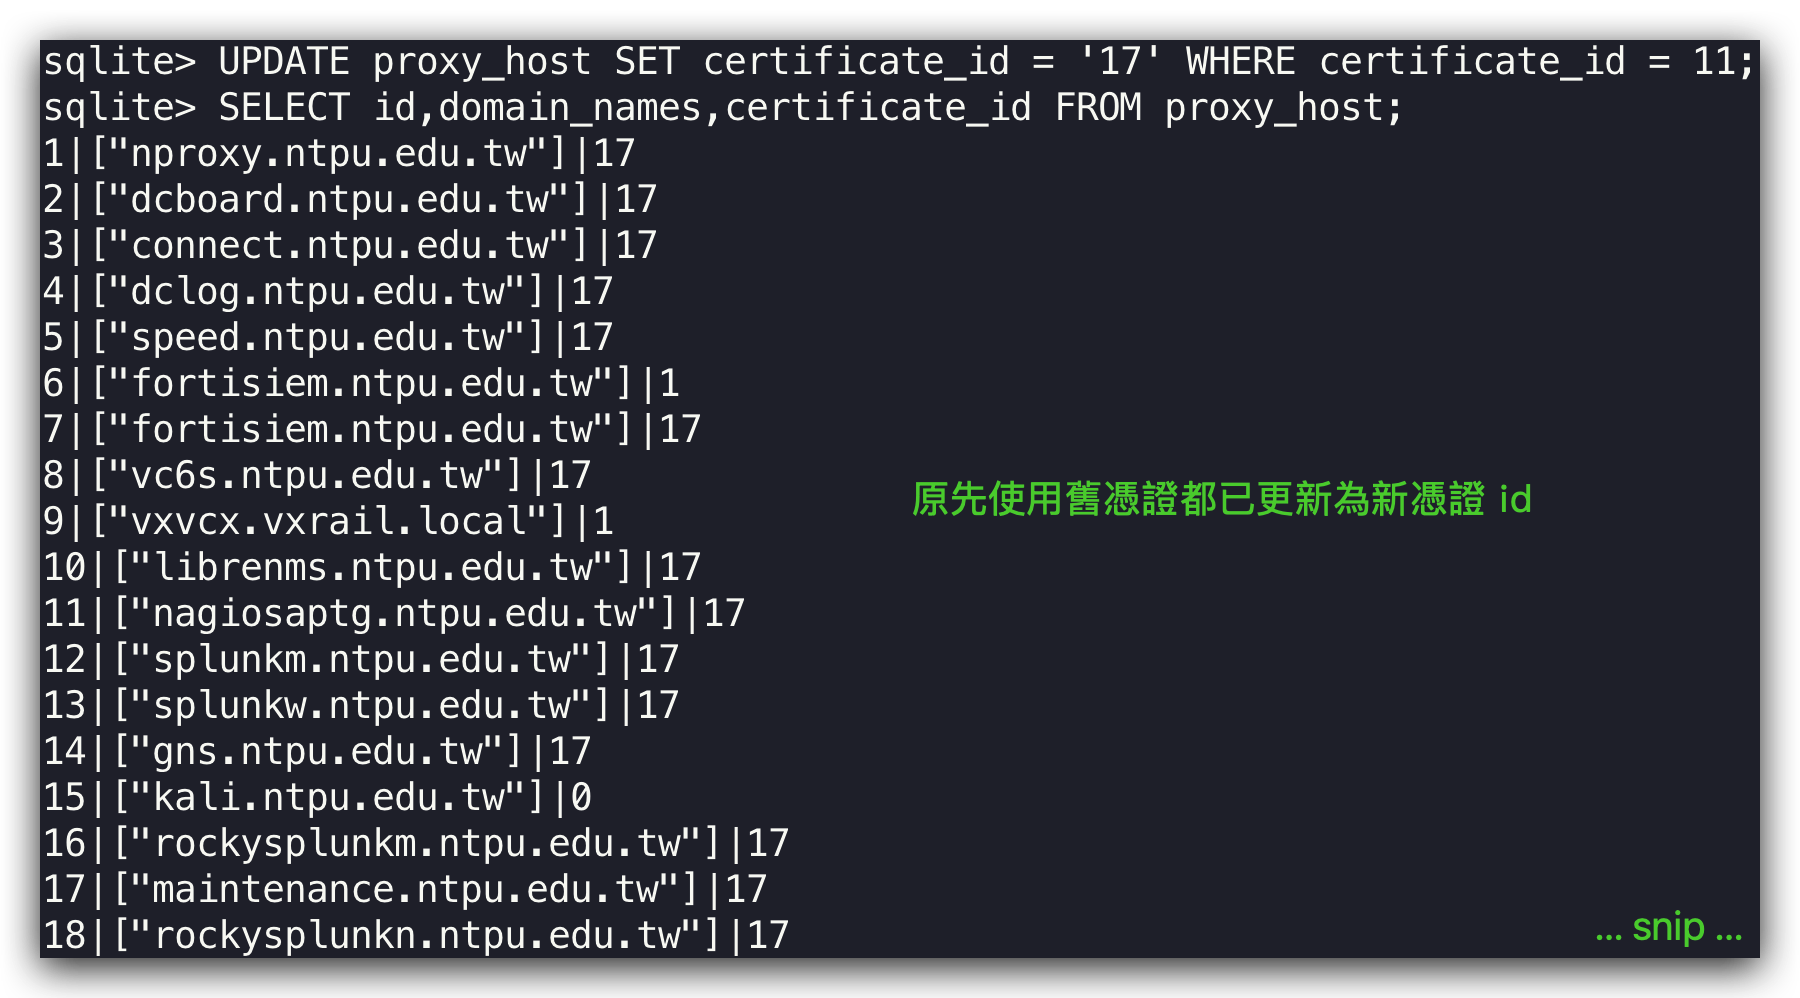 sqlite> UPDATE proxy_host SET certificate_id = '17' WHERE certificate_id = 11;
sqlite> SELECT id,domain_names,certificate_id FROM proxy_host;
1|["nproxy.ntpu.edu.tw"]|17
2|["dcboard.ntpu.edu.tw"]|17
3|["connect.ntpu.edu.tw"]|17
4|["dclog.ntpu.edu.tw"]|17
5|["speed.ntpu.edu.tw"]|17
6|["fortisiem.ntpu.edu.tw"]|1
7|["fortisiem.ntpu.edu.tw"]|17
8|["vc6s.ntpu.edu.tw"]|17
原先使用舊憑證都已更新為新憑證 id
9|["vxvcx.vxrail.local"]|1
10|["librenms.ntpu.edu.tw"]|17
11|["nagiosaptg.ntpu.edu.tw"]|17
12|["splunkm.ntpu.edu.tw"]|17
13|["splunkw.ntpu.edu.tw"]|17
14|["gns.ntpu.edu.tw"]|17
15|["kali.ntpu.edu.tw"]|0
16|["rockysplunkm.ntpu.edu.tw"]|17
17|["maintenance.ntpu.edu.tw"]|17
18|["rockysplunkn.ntpu.edu.tw"]|17
... snip ...